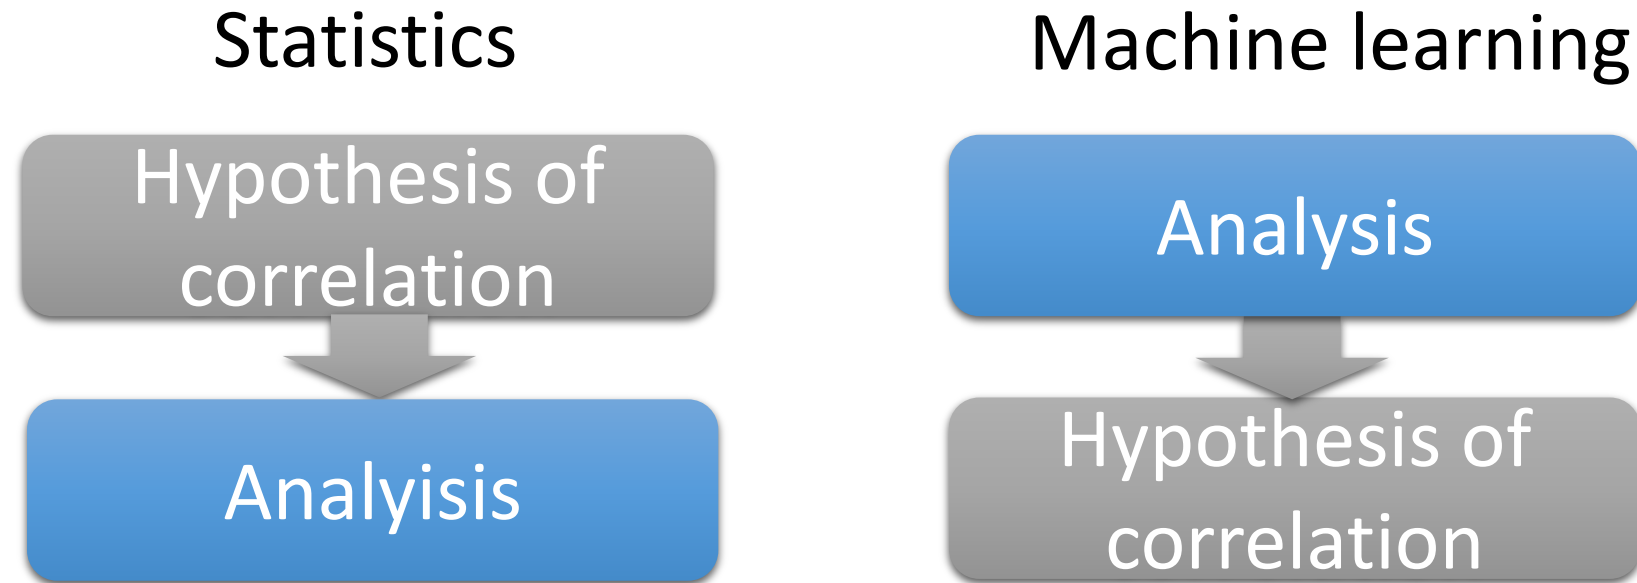 Statistics
Hypothesis of
correlation
Analyisis
Machine learning
Analysis
Hypothesis of
correlation